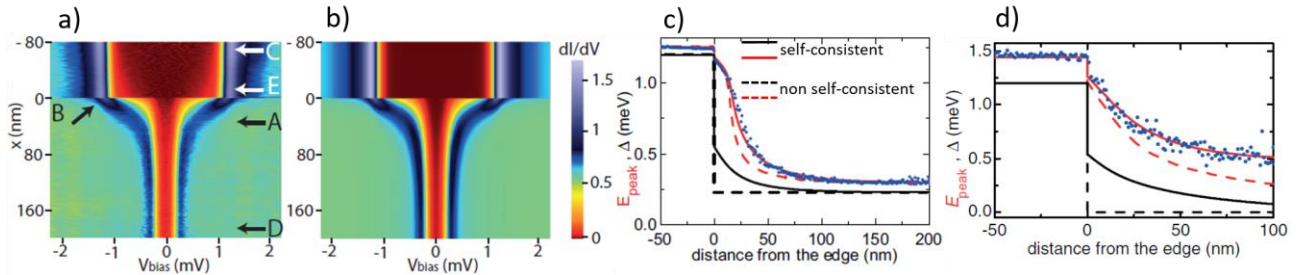 a)
b)
c)
d)
- 80
0
80
160
x (nm)
C
E
B
A
D
-2
-1
0
1
2
Vbias (mV)
- 80
0
80
160
-2
-1
0
1
2
Vbias (mV)
dI/dV
1.5
1
0.5
0
E peak , Δ (meV)
1.0
0.5
0.0
self-consistent
non self-consistent
-50
0
50
100
150
200
distance from the edge (nm)
E peak , Δ (meV)
1.5
1.0
0.5
0.0
-50
0
50
100
distance from the edge (nm)